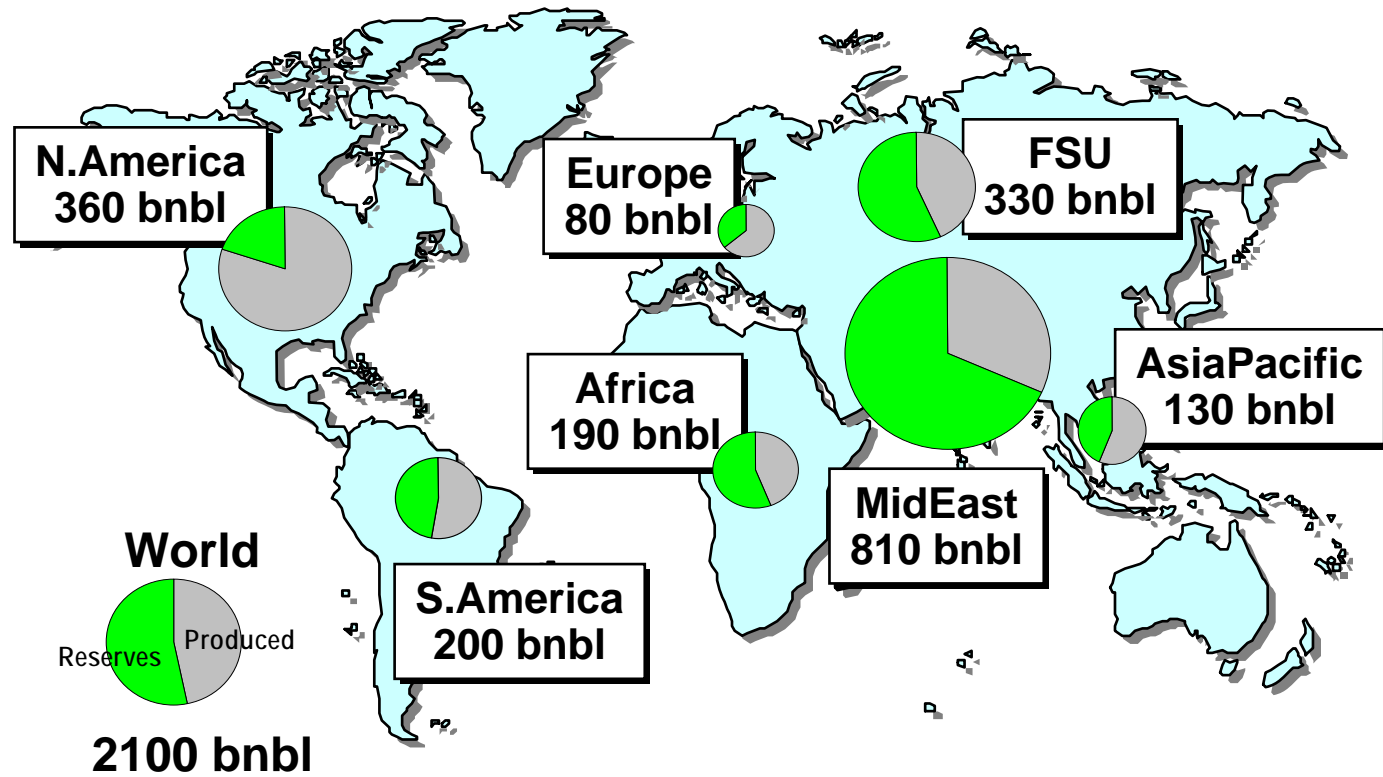 N.America
360 bnbl
Europe
80 bnbl
FSU
330 bnbl
AsiaPacific
130 bnbl
Africa
190 bnbl
MidEast
810 bnbl
S.America
200 bnbl
World
Reserves
Produced
2100 bnbl